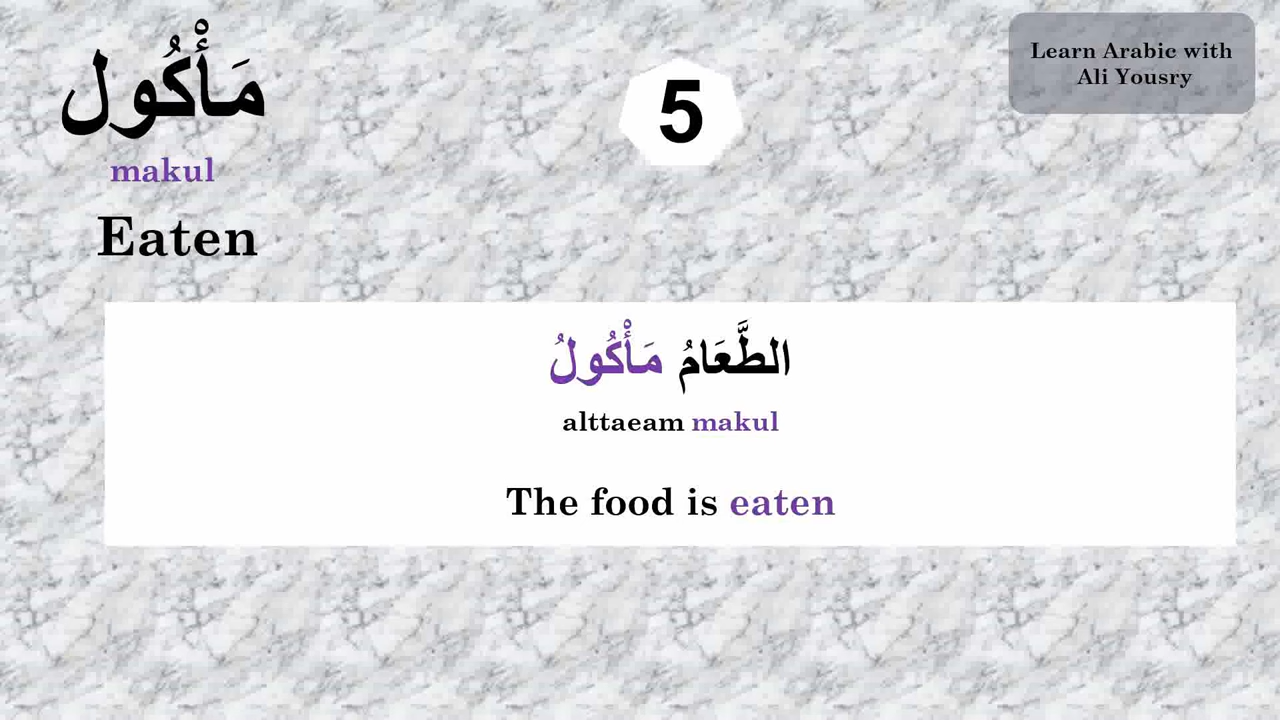 مَأْكُول
makul
Eaten
5
Learn Arabic with
Ali Yousry
الطَّعَامُ مَأْكُولُ
alttaeam makul
The food is eaten